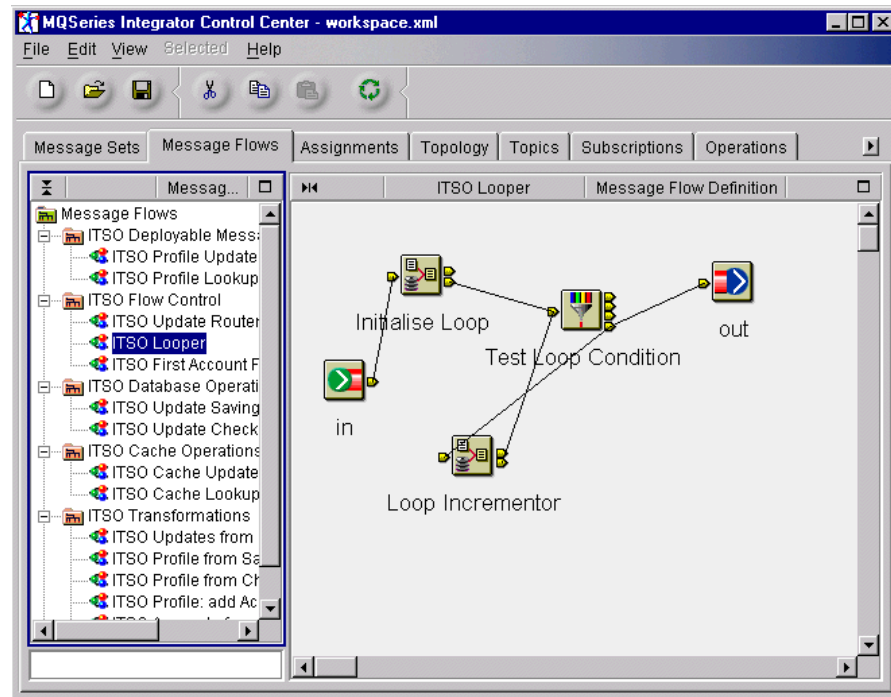 MQSeries Integrator Control Center - workspace.xml
File Edit View Selected Help
Message Sets Message Flows Assignments Topology Topics Subscriptions Operations
Messag...
Message Flows
ITSO Deployable Mess
ITSO Profile Update
ITSO Profile Lookup
ITSO Flow Control
ITSO Update Router
ITSO Looper
ITSO First Account F
ITSO Database Operati
ITSO Update Saving
ITSO Update Check
ITSO Cache Operations
ITSO Cache Update
ITSO Cache Lookup
ITSO Transformations
ITSO Updates from
ITSO Profile from Sa
ITSO Profile from Ch
ITSO Profile: add Ac
ITSO Looper Message Flow Definition
Initialise Loop
Test Loop Condition
out
in
Loop Incrementor